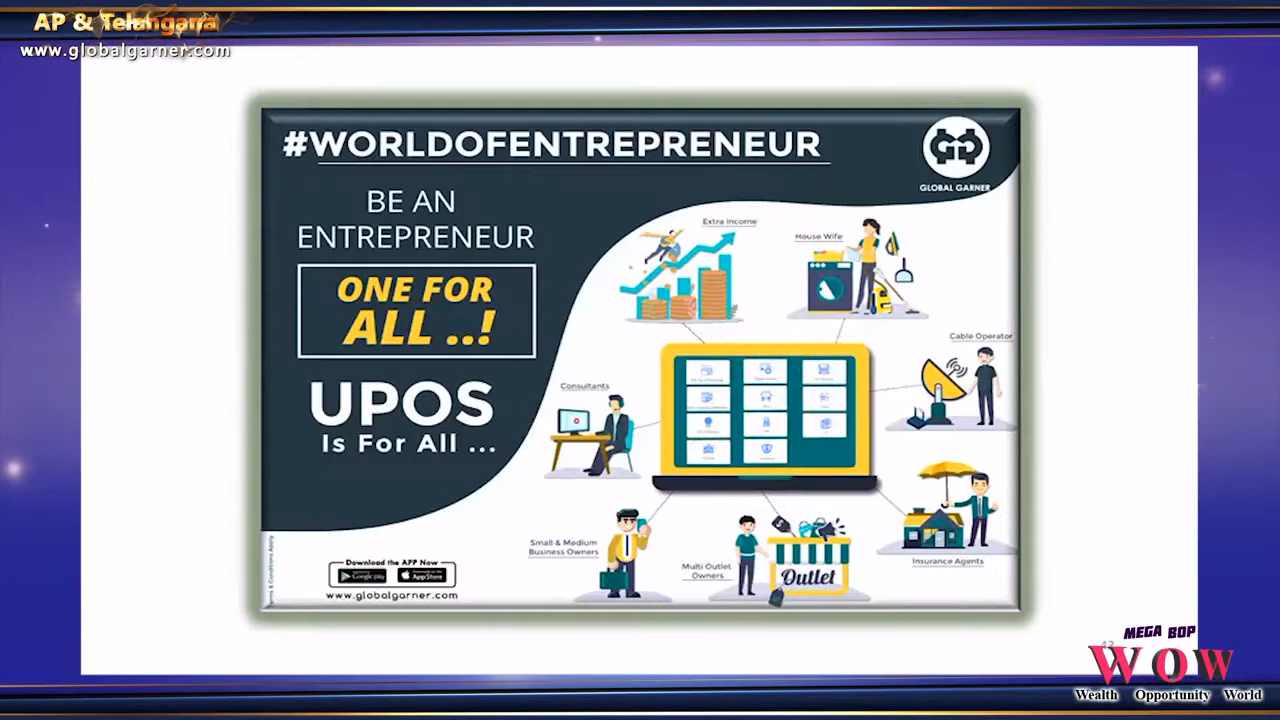 AP & Telangana
www.globalgarner.com
#WORLDOFENTREPRENEUR
GLOBAL GARNER
BE AN
ENTREPRENEUR
ONE FOR
ALL ..!
UPOS
Is For All ...
Extra Income
House Wife
Cable Operator
Consultants
Small & Medium
Business Owners
Multi Outlet
Owners
Outlet
Insurance Agents
Terms & Conditions Apply
Download the APP Now
Google play
App Store
www.globalgarner.com
MEGA BOP
WOW
Wealth Opportunity World